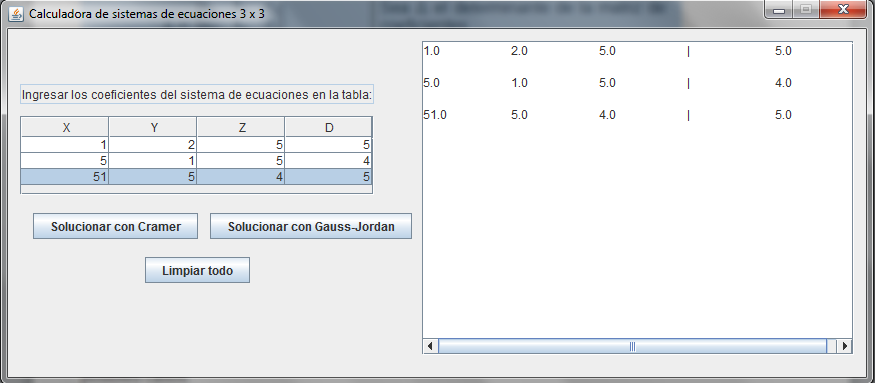 Calculadora de sistemas de ecuaciones 3 x 3
Ingresar los coeficientes del sistema de ecuaciones en la tabla:
X Y Z D
1 2 5 5
5 1 5 4
51 5 4 5
Solucionar con Cramer Solucionar con Gauss-Jordan
Limpiar todo
1.0 2.0 5.0 | 5.0
5.0 1.0 5.0 | 4.0
51.0 5.0 4.0 | 5.0